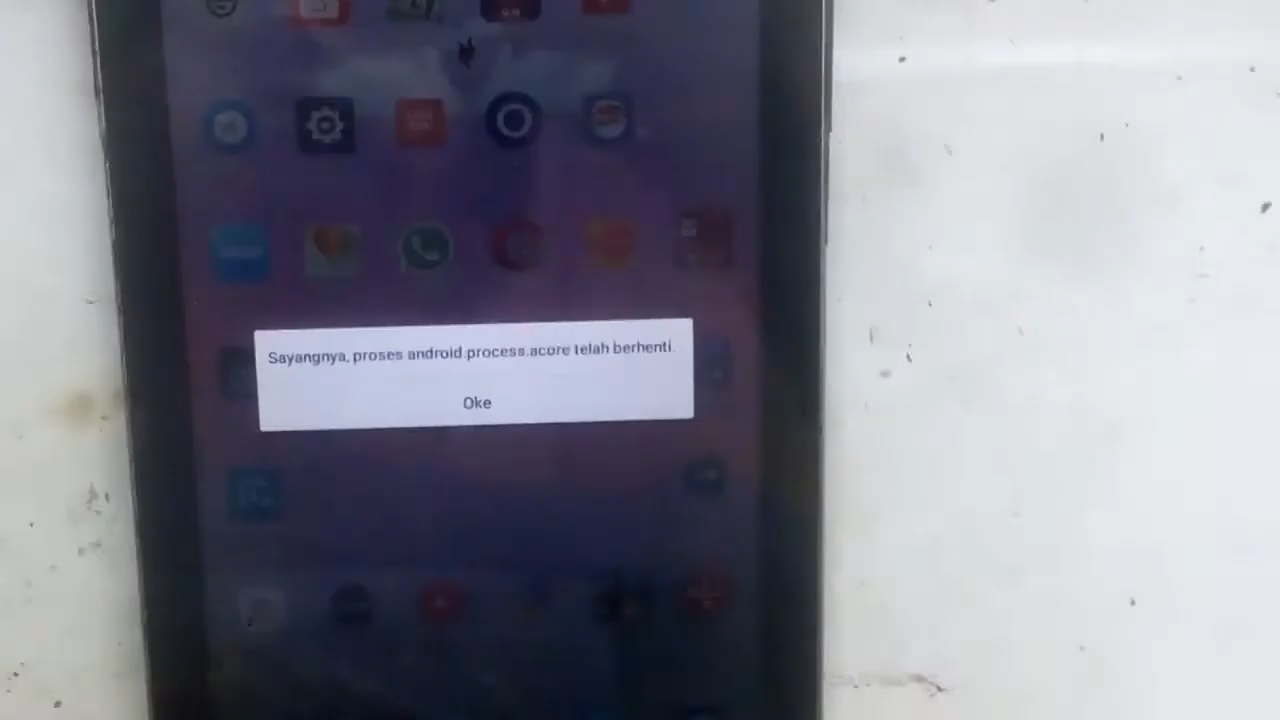 Sayangnya, proses android.process.acore telah berhenti.
Oke